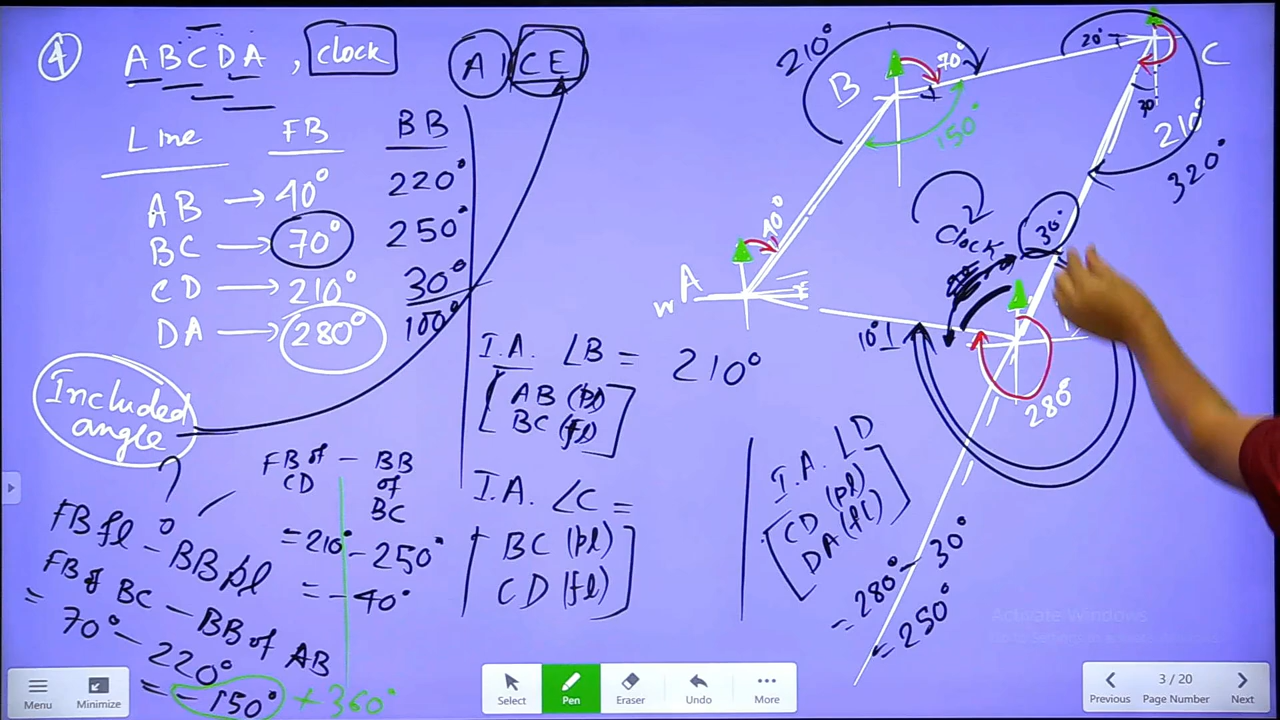 ④ ABCDA, clock
Line FB BB
AB → 40° 220°
BC → 70° 250°
CD → 210° 30°
DA → 280° 100°
Included angle
FB fl - BB pl
FB of BC - BB of AB
= 70° - 220°
= -150° + 360°
FB of CD - BB of BC
= 210° - 250°
= -40°
A CE
I.A. ∠B = 210°
AB (pl)
BC (fl)
I.A. ∠C =
BC (pl)
CD (fl)
I.A. ∠D
CD (pl)
DA (fl)
= 280° - 30°
= 250°
210°
B
70°
150°
20°
C
30
210°
320°
40°
A
W
Clock
30°
10°
280°
Activate Windows
Menu
Minimize
Select
Pen
Eraser
Undo
More
3 / 20
Previous
Page Number
Next